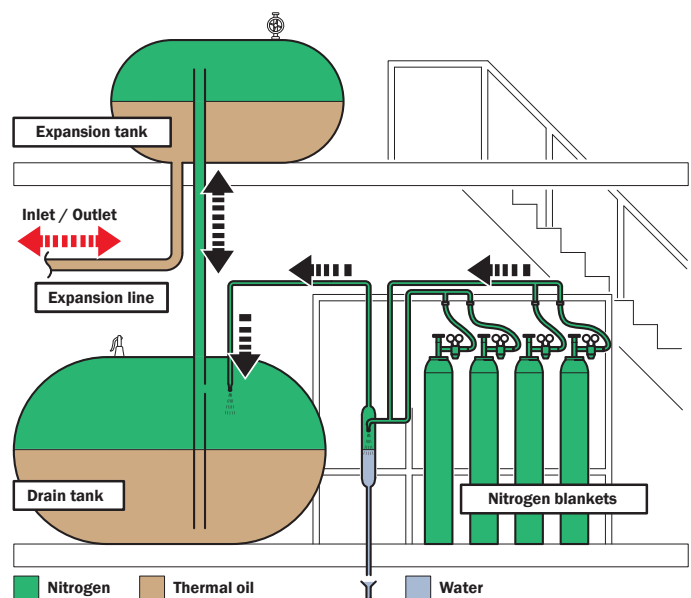 Expansion tank
Inlet / Outlet
Expansion line
Drain tank
Nitrogen blankets
Nitrogen
Thermal oil
Water